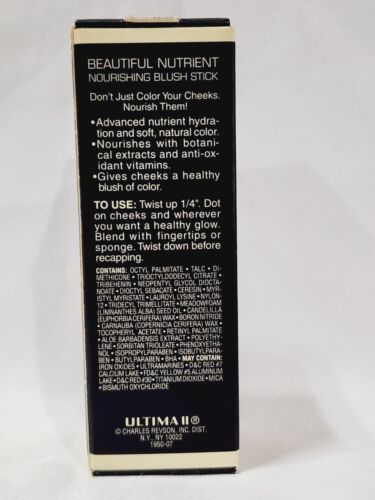 BEAUTIFUL NUTRIENT
NOURISHING BLUSH STICK
Don't Just Color Your Cheeks.
Nourish Them!
•Advanced nutrient hydra-
tion and soft, natural color.
•Nourishes with botani-
cal extracts and anti-ox-
idant vitamins.
•Gives cheeks a healthy
blush of color.
TO USE: Twist up 1/4". Dot
on cheeks and wherever
you want a healthy glow.
Blend with fingertips or
sponge. Twist down before
recapping.
CONTAINS: OCTYL PALMITATE • TALC • DI-
METHICONE • TRIOCTYLDODECYL CITRATE
•TRIBEHENIN • NEOPENTYL GLYCOL DIOCTA-
NOATE • DIOCTYL SEBACATE • CERESIN • MYR-
ISTYL MYRISTATE • LAUROYL LYSINE • NYLON-
12 • TRIDECYL TRIMELLITATE • MEADOWFOAM
(LIMNANTHES ALBA) SEED OIL • CANDELILLA
(EUPHORBIA CERIFERA) WAX • BORON NITRIDE
• CARNAUBA (COPERNICIA CERIFERA) WAX •
TOCOPHERYL ACETATE • RETINYL PALMITATE
• ALOE BARBADENSIS EXTRACT • POLYETHY-
LENE • SORBITAN TRIOLEATE • PHENOXYETHA-
NOL • ISOPROPYLPARABEN • ISOBUTYLPARA-
BEN • BUTYLPARABEN • BHA • MAY CONTAIN:
IRON OXIDES • ULTRAMARINES • D&C RED #7
CALCIUM LAKE • FD&C YELLOW #5 ALUMINUM
LAKE • D&C RED #30 • TITANIUM DIOXIDE • MICA
• BISMUTH OXYCHLORIDE
ULTIMA II®
© CHARLES REVSON, INC. DIST.
N.Y., NY 10022
1950-07